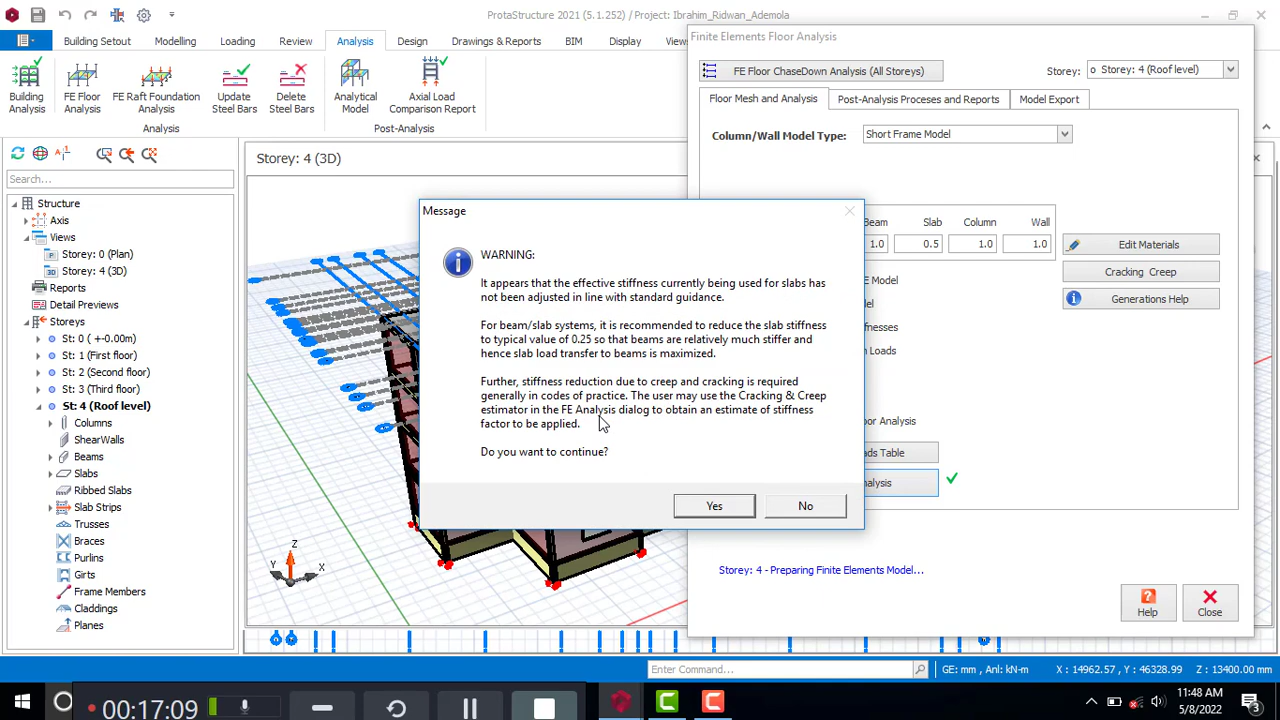 ProtaStructure 2021 (5.1.252) / Project: Ibrahim_Ridwan_Ademola
Building Setout
Modelling
Loading
Review
Analysis
Design
Drawings & Reports
BIM
Display
Building Analysis
FE Floor Analysis
FE Raft Foundation Analysis
Update Steel Bars
Delete Steel Bars
Analytical Model
Axial Load Comparison Report
Analysis
Post-Analysis
Search...
Structure
Axis
Views
Storey: 0 (Plan)
Storey: 4 (3D)
Reports
Detail Previews
Storeys
St: 0 ( +-0.00m)
St: 1 (First floor)
St: 2 (Second floor)
St: 3 (Third floor)
St: 4 (Roof level)
Columns
ShearWalls
Beams
Slabs
Ribbed Slabs
Slab Strips
Trusses
Braces
Purlins
Girts
Frame Members
Claddings
Planes
Storey: 4 (3D)
Z
Y
X
Finite Elements Floor Analysis
FE Floor ChaseDown Analysis (All Storeys)
Storey:
o Storey: 4 (Roof level)
Floor Mesh and Analysis
Post-Analysis Proceses and Reports
Model Export
Column/Wall Model Type:
Short Frame Model
Beam
Slab
Column
Wall
1.0
0.5
1.0
1.0
Edit Materials
Cracking Creep
Generations Help
Storey: 4 - Preparing Finite Elements Model...
Help
Close
Message
WARNING:
It appears that the effective stiffness currently being used for slabs has
not been adjusted in line with standard guidance.
For beam/slab systems, it is recommended to reduce the slab stiffness
to typical value of 0.25 so that beams are relatively much stiffer and
hence slab load transfer to beams is maximized.
Further, stiffness reduction due to creep and cracking is required
generally in codes of practice. The user may use the Cracking & Creep
estimator in the FE Analysis dialog to obtain an estimate of stiffness
factor to be applied.
Do you want to continue?
Yes
No
Enter Command...
GE: mm , Anl: kN-m
X : 14962.57 , Y : 46328.99
Z : 13400.00 mm
00:17:09
11:48 AM
5/8/2022
3